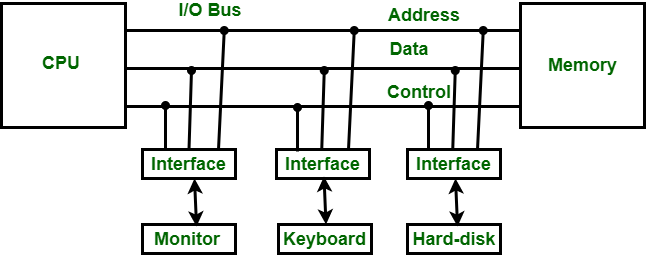 I/O Bus
Address
CPU
Data
Memory
Control
Interface
Interface
Interface
Monitor
Keyboard
Hard-disk